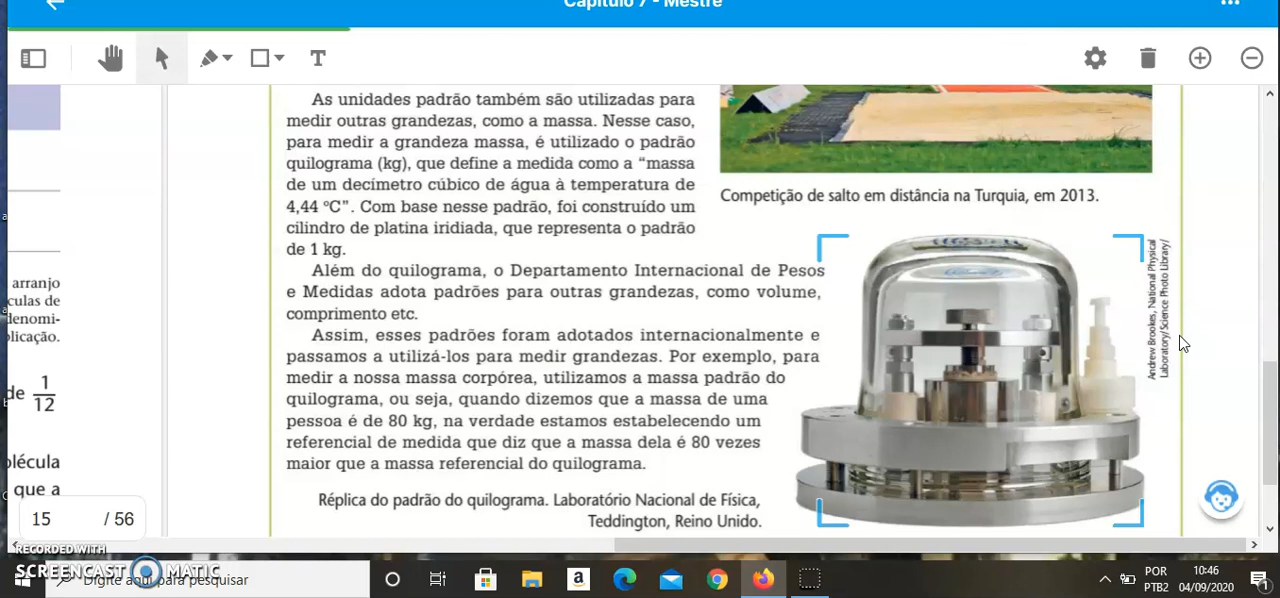 Capítulo 7 - Mestre
As unidades padrão também são utilizadas para
medir outras grandezas, como a massa. Nesse caso,
para medir a grandeza massa, é utilizado o padrão
quilograma (kg), que define a medida como a “massa
de um decímetro cúbico de água à temperatura de
4,44 ºC”. Com base nesse padrão, foi construído um
cilindro de platina iridiada, que representa o padrão
de 1 kg.
Além do quilograma, o Departamento Internacional de Pesos
e Medidas adota padrões para outras grandezas, como volume,
comprimento etc.
Assim, esses padrões foram adotados internacionalmente e
passamos a utilizá-los para medir grandezas. Por exemplo, para
medir a nossa massa corpórea, utilizamos a massa padrão do
quilograma, ou seja, quando dizemos que a massa de uma
pessoa é de 80 kg, na verdade estamos estabelecendo um
referencial de medida que diz que a massa dela é 80 vezes
maior que a massa referencial do quilograma.
Réplica do padrão do quilograma. Laboratório Nacional de Física,
Teddington, Reino Unido.
Competição de salto em distância na Turquia, em 2013.
Andrew Brookes, National Physical
Laboratory/Science Photo Library/
arranjo
culas de
denomi-
plicação.
de 1/12
olécula
que a
15 / 56
RECORDED WITH
SCREENCAST MATIC
Digite aqui para pesquisar
POR
PTB2
10:46
04/09/2020